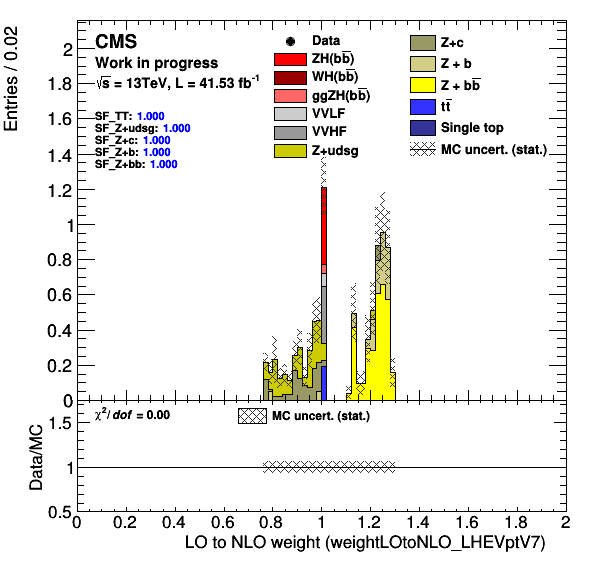 Entries / 0.02
CMS
Work in progress
√s = 13TeV, L = 41.53 fb⁻¹
SF_TT: 1.000
SF_Z+udsg: 1.000
SF_Z+c: 1.000
SF_Z+b: 1.000
SF_Z+bb: 1.000
Data
ZH(bb̅)
WH(bb̅)
ggZH(bb̅)
VVLF
VVHF
Z+udsg
Z+c
Z + b
Z + bb̅
tt̅
Single top
MC uncert. (stat.)
2
1.8
1.6
1.4
1.2
1
0.8
0.6
0.4
0.2
0
χ²/dof = 0.00
MC uncert. (stat.)
Data/MC
1.5
1
0.5
0 0.2 0.4 0.6 0.8 1 1.2 1.4 1.6 1.8 2
LO to NLO weight (weightLOtoNLO_LHEVptV7)